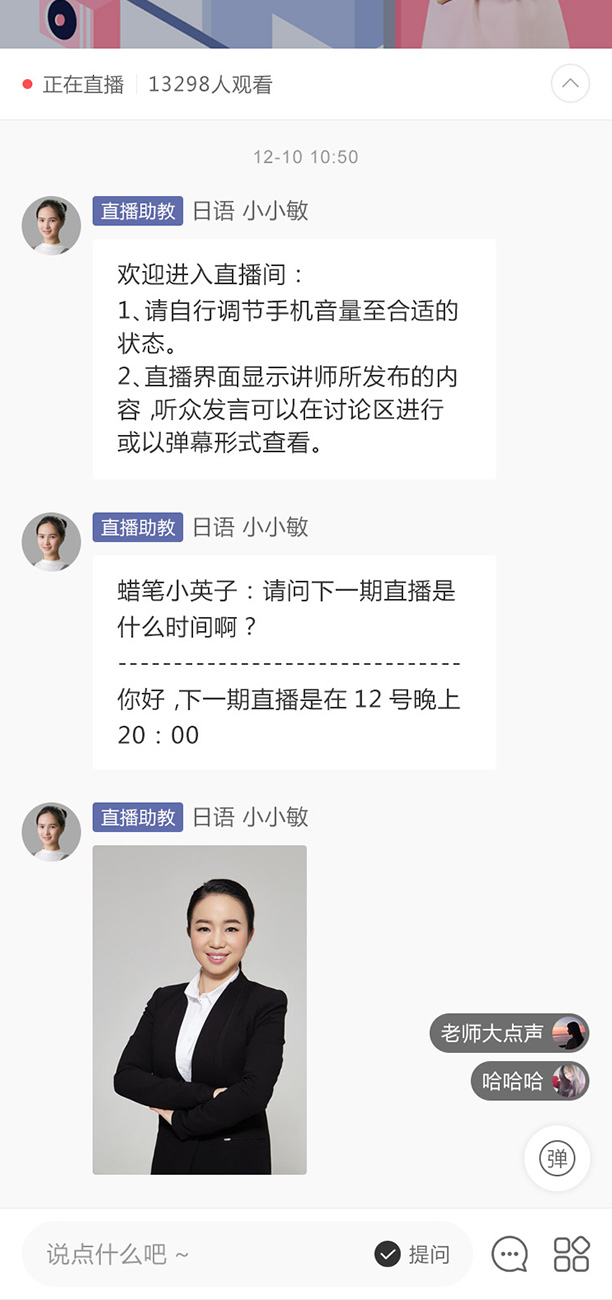 正在直播 13298人观看
12-10 10:50
直播助教 日语 小小敏
欢迎进入直播间：
1、请自行调节手机音量至合适的
状态。
2、直播界面显示讲师所发布的内
容，听众发言可以在讨论区进行
或以弹幕形式查看。
直播助教 日语 小小敏
蜡笔小英子：请问下一期直播是
什么时间啊？
-------------------------------
你好，下一期直播是在 12 号晚上
20：00
直播助教 日语 小小敏
老师大点声
哈哈哈
弹
说点什么吧 ~ 提问